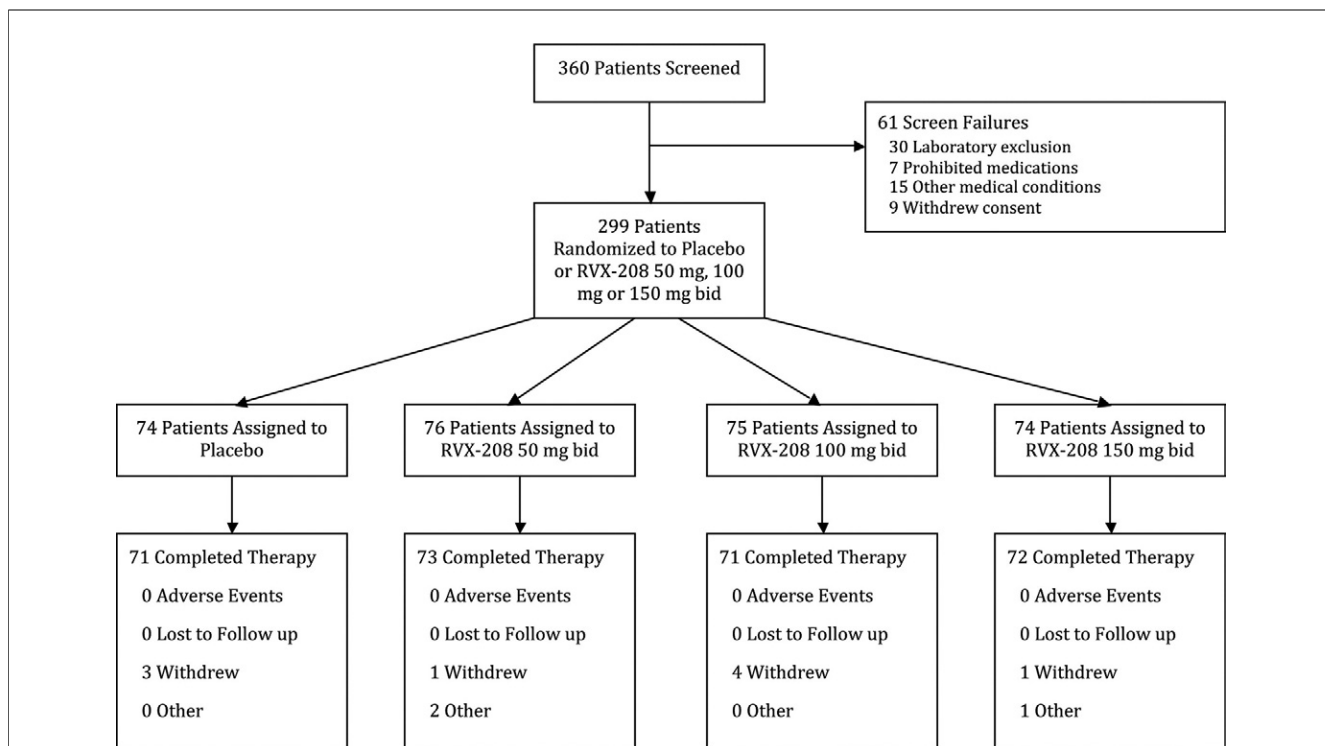 360 Patients Screened
61 Screen Failures
30 Laboratory exclusion
7 Prohibited medications
15 Other medical conditions
9 Withdrew consent
299 Patients
Randomized to Placebo
or RVX-208 50 mg, 100
mg or 150 mg bid
74 Patients Assigned to
Placebo
76 Patients Assigned to
RVX-208 50 mg bid
75 Patients Assigned to
RVX-208 100 mg bid
74 Patients Assigned to
RVX-208 150 mg bid
71 Completed Therapy
0 Adverse Events
0 Lost to Follow up
3 Withdrew
0 Other
73 Completed Therapy
0 Adverse Events
0 Lost to Follow up
1 Withdrew
2 Other
71 Completed Therapy
0 Adverse Events
0 Lost to Follow up
4 Withdrew
0 Other
72 Completed Therapy
0 Adverse Events
0 Lost to Follow up
1 Withdrew
1 Other